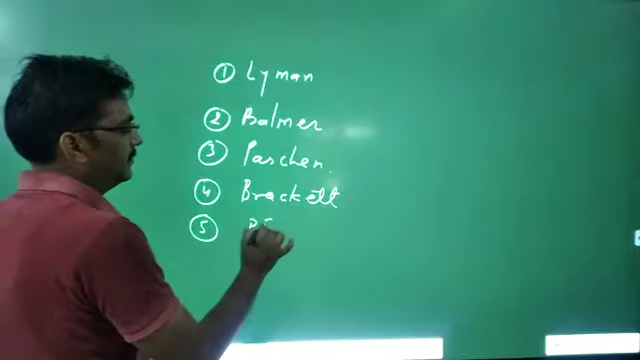 ① Lyman
② Balmer
③ Paschen.
④ Brackett
⑤